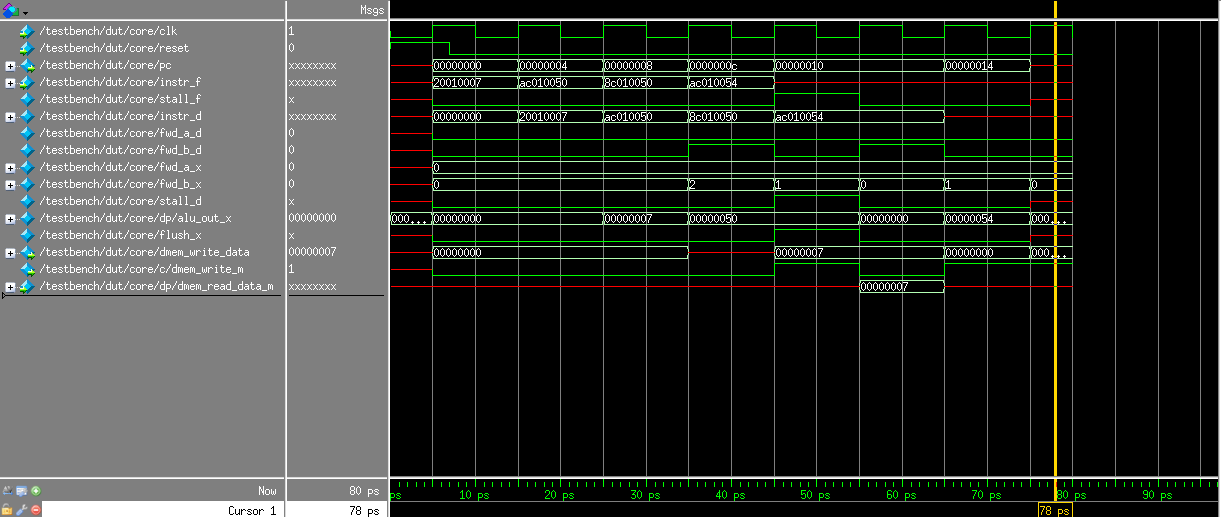 Msgs
/testbench/dut/core/clk 1
/testbench/dut/core/reset 0
/testbench/dut/core/pc xxxxxxxx 00000000 00000004 00000008 0000000c 00000010 00000014
/testbench/dut/core/instr_f xxxxxxxx 20010007 ac010050 8c010050 ac010054
/testbench/dut/core/stall_f x
/testbench/dut/core/instr_d xxxxxxxx 00000000 20010007 ac010050 8c010050 ac010054
/testbench/dut/core/fwd_a_d 0
/testbench/dut/core/fwd_b_d 0
/testbench/dut/core/fwd_a_x 0 0
/testbench/dut/core/fwd_b_x 0 0 2 1 0 1 0
/testbench/dut/core/stall_d x
/testbench/dut/core/dp/alu_out_x 00000000 000... 00000000 00000007 00000050 00000000 00000054 000...
/testbench/dut/core/flush_x x
/testbench/dut/core/dmem_write_data 00000007 00000000 00000007 00000000 000...
/testbench/dut/core/c/dmem_write_m 1
/testbench/dut/core/dp/dmem_read_data_m xxxxxxxx 00000007
Now 80 ps ps 10 ps 20 ps 30 ps 40 ps 50 ps 60 ps 70 ps 80 ps 90 ps
Cursor 1 78 ps 78 ps